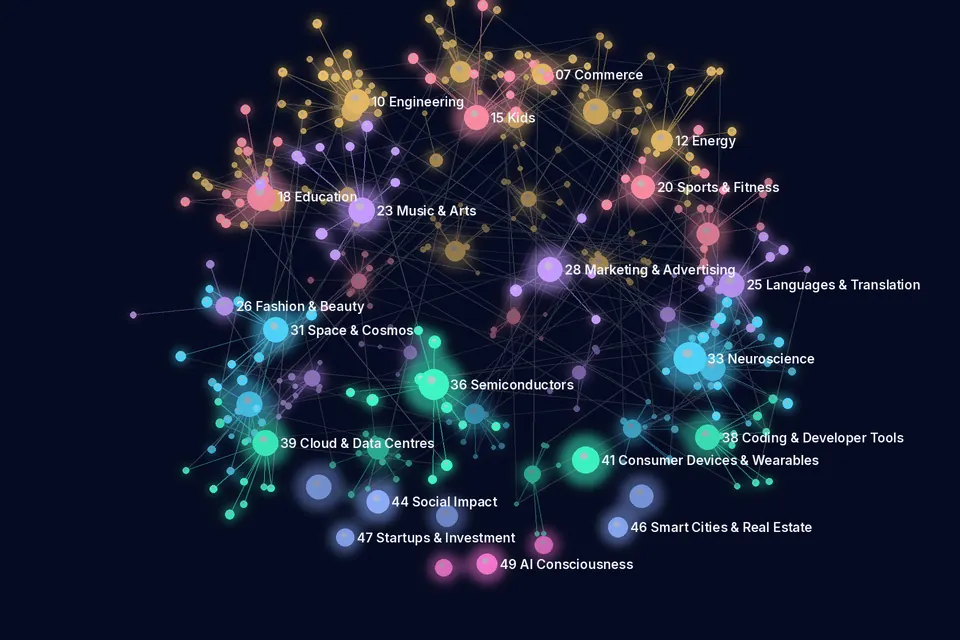 07 Commerce
10 Engineering
15 Kids
12 Energy
20 Sports & Fitness
18 Education
23 Music & Arts
28 Marketing & Advertising
25 Languages & Translation
26 Fashion & Beauty
31 Space & Cosmos
33 Neuroscience
36 Semiconductors
38 Coding & Developer Tools
39 Cloud & Data Centres
41 Consumer Devices & Wearables
44 Social Impact
46 Smart Cities & Real Estate
47 Startups & Investment
49 AI Consciousness